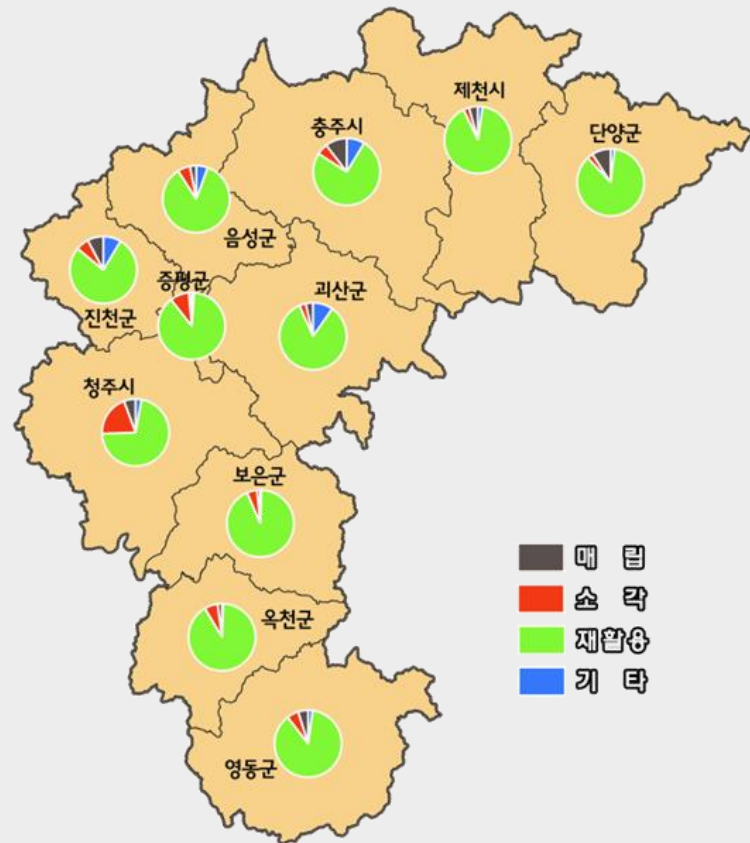 제천시
충주시
단양군
음성군
증평군
괴산군
진천군
청주시
보은군
옥천군
영동군
매 립
소 각
재활용
기 타